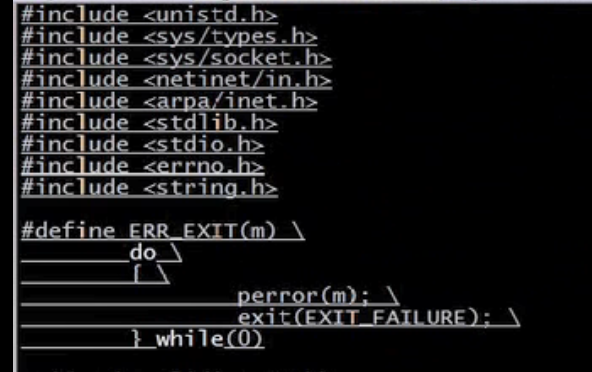 #include <unistd.h>
#include <sys/types.h>
#include <sys/socket.h>
#include <netinet/in.h>
#include <arpa/inet.h>
#include <stdlib.h>
#include <stdio.h>
#include <errno.h>
#include <string.h>
#define ERR_EXIT(m) \
do \
{ \
perror(m); \
exit(EXIT_FAILURE); \
} while(0)